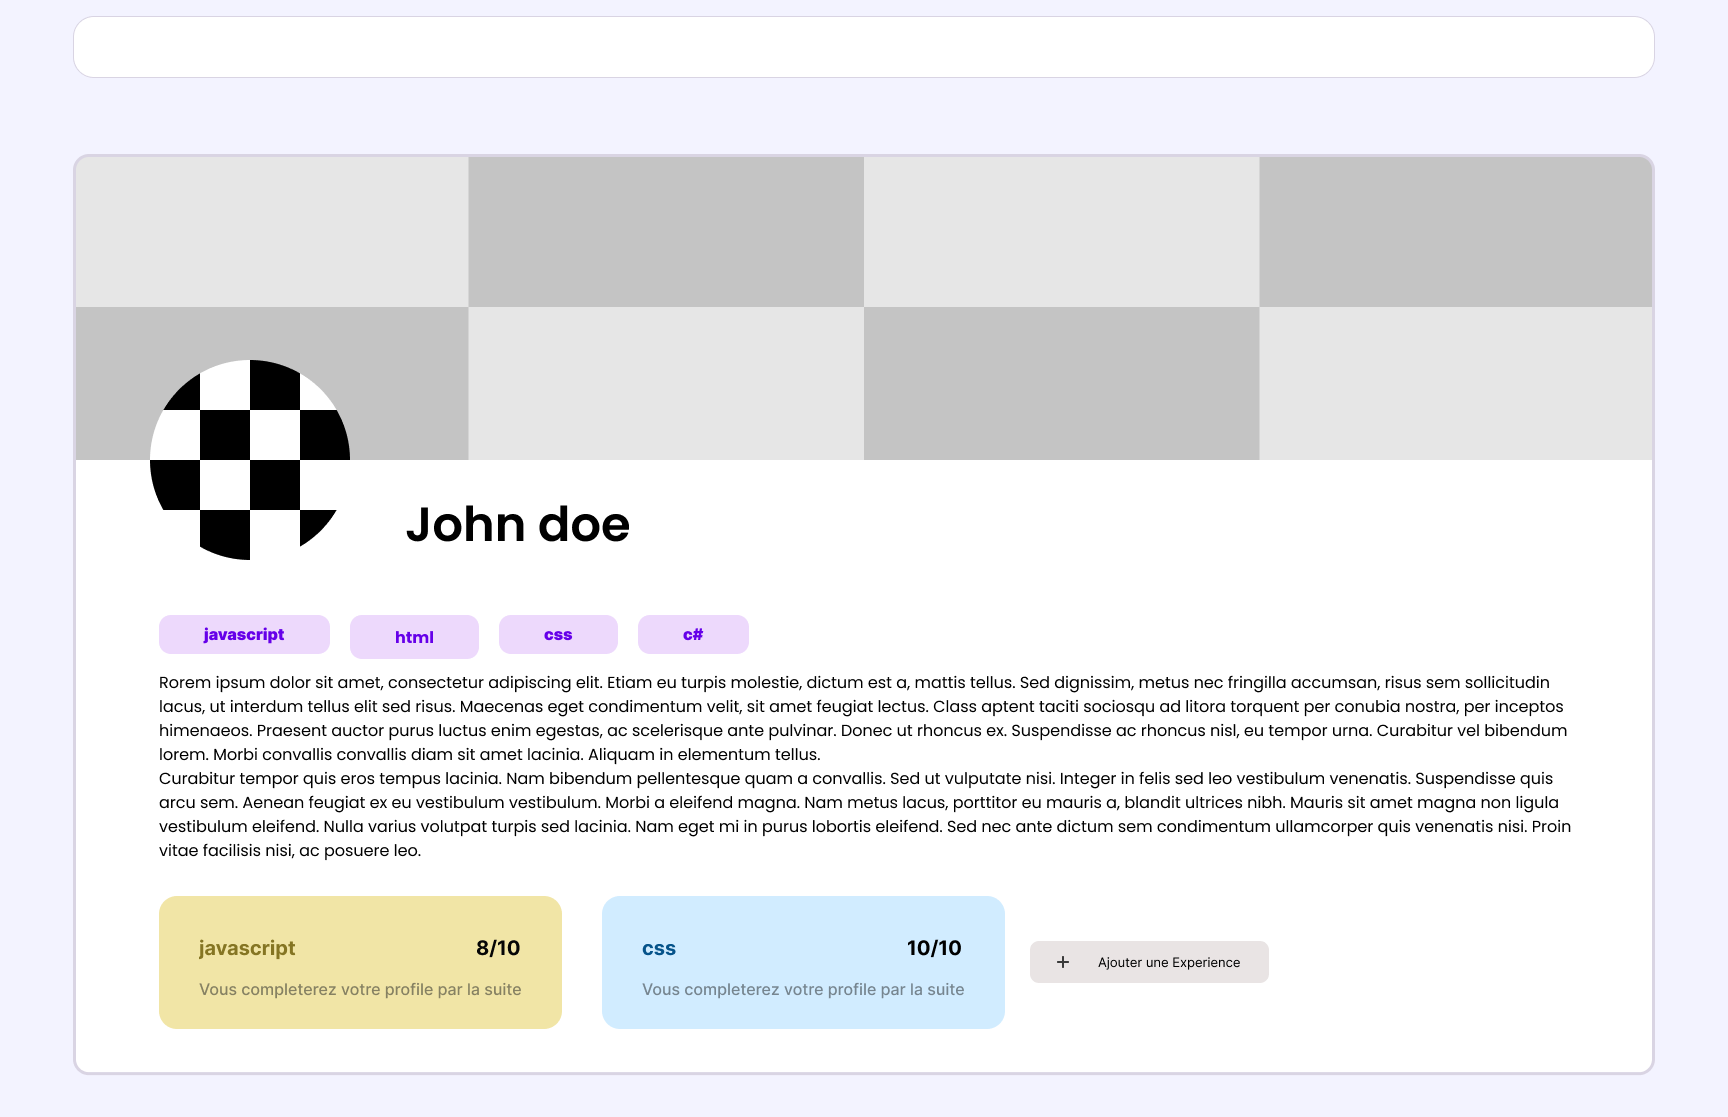 John doe
javascript html css c#
Rorem ipsum dolor sit amet, consectetur adipiscing elit. Etiam eu turpis molestie, dictum est a, mattis tellus. Sed dignissim, metus nec fringilla accumsan, risus sem sollicitudin
lacus, ut interdum tellus elit sed risus. Maecenas eget condimentum velit, sit amet feugiat lectus. Class aptent taciti sociosqu ad litora torquent per conubia nostra, per inceptos
himenaeos. Praesent auctor purus luctus enim egestas, ac scelerisque ante pulvinar. Donec ut rhoncus ex. Suspendisse ac rhoncus nisl, eu tempor urna. Curabitur vel bibendum
lorem. Morbi convallis convallis diam sit amet lacinia. Aliquam in elementum tellus.
Curabitur tempor quis eros tempus lacinia. Nam bibendum pellentesque quam a convallis. Sed ut vulputate nisi. Integer in felis sed leo vestibulum venenatis. Suspendisse quis
arcu sem. Aenean feugiat ex eu vestibulum vestibulum. Morbi a eleifend magna. Nam metus lacus, porttitor eu mauris a, blandit ultrices nibh. Mauris sit amet magna non ligula
vestibulum eleifend. Nulla varius volutpat turpis sed lacinia. Nam eget mi in purus lobortis eleifend. Sed nec ante dictum sem condimentum ullamcorper quis venenatis nisi. Proin
vitae facilisis nisi, ac posuere leo.
javascript 8/10
Vous completerez votre profile par la suite
css 10/10
Vous completerez votre profile par la suite
+ Ajouter une Experience